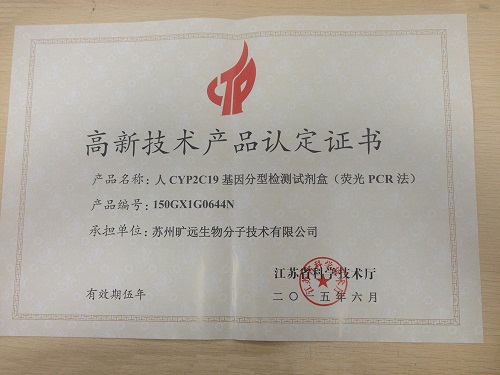 CTP
高新技术产品认定证书
产品名称：人CYP2C19基因分型检测试剂盒（荧光PCR法）
产品编号：150GX1G0644N
承担单位：苏州旷远生物分子技术有限公司
江苏省科学技术厅
有效期伍年
二〇一五年六月